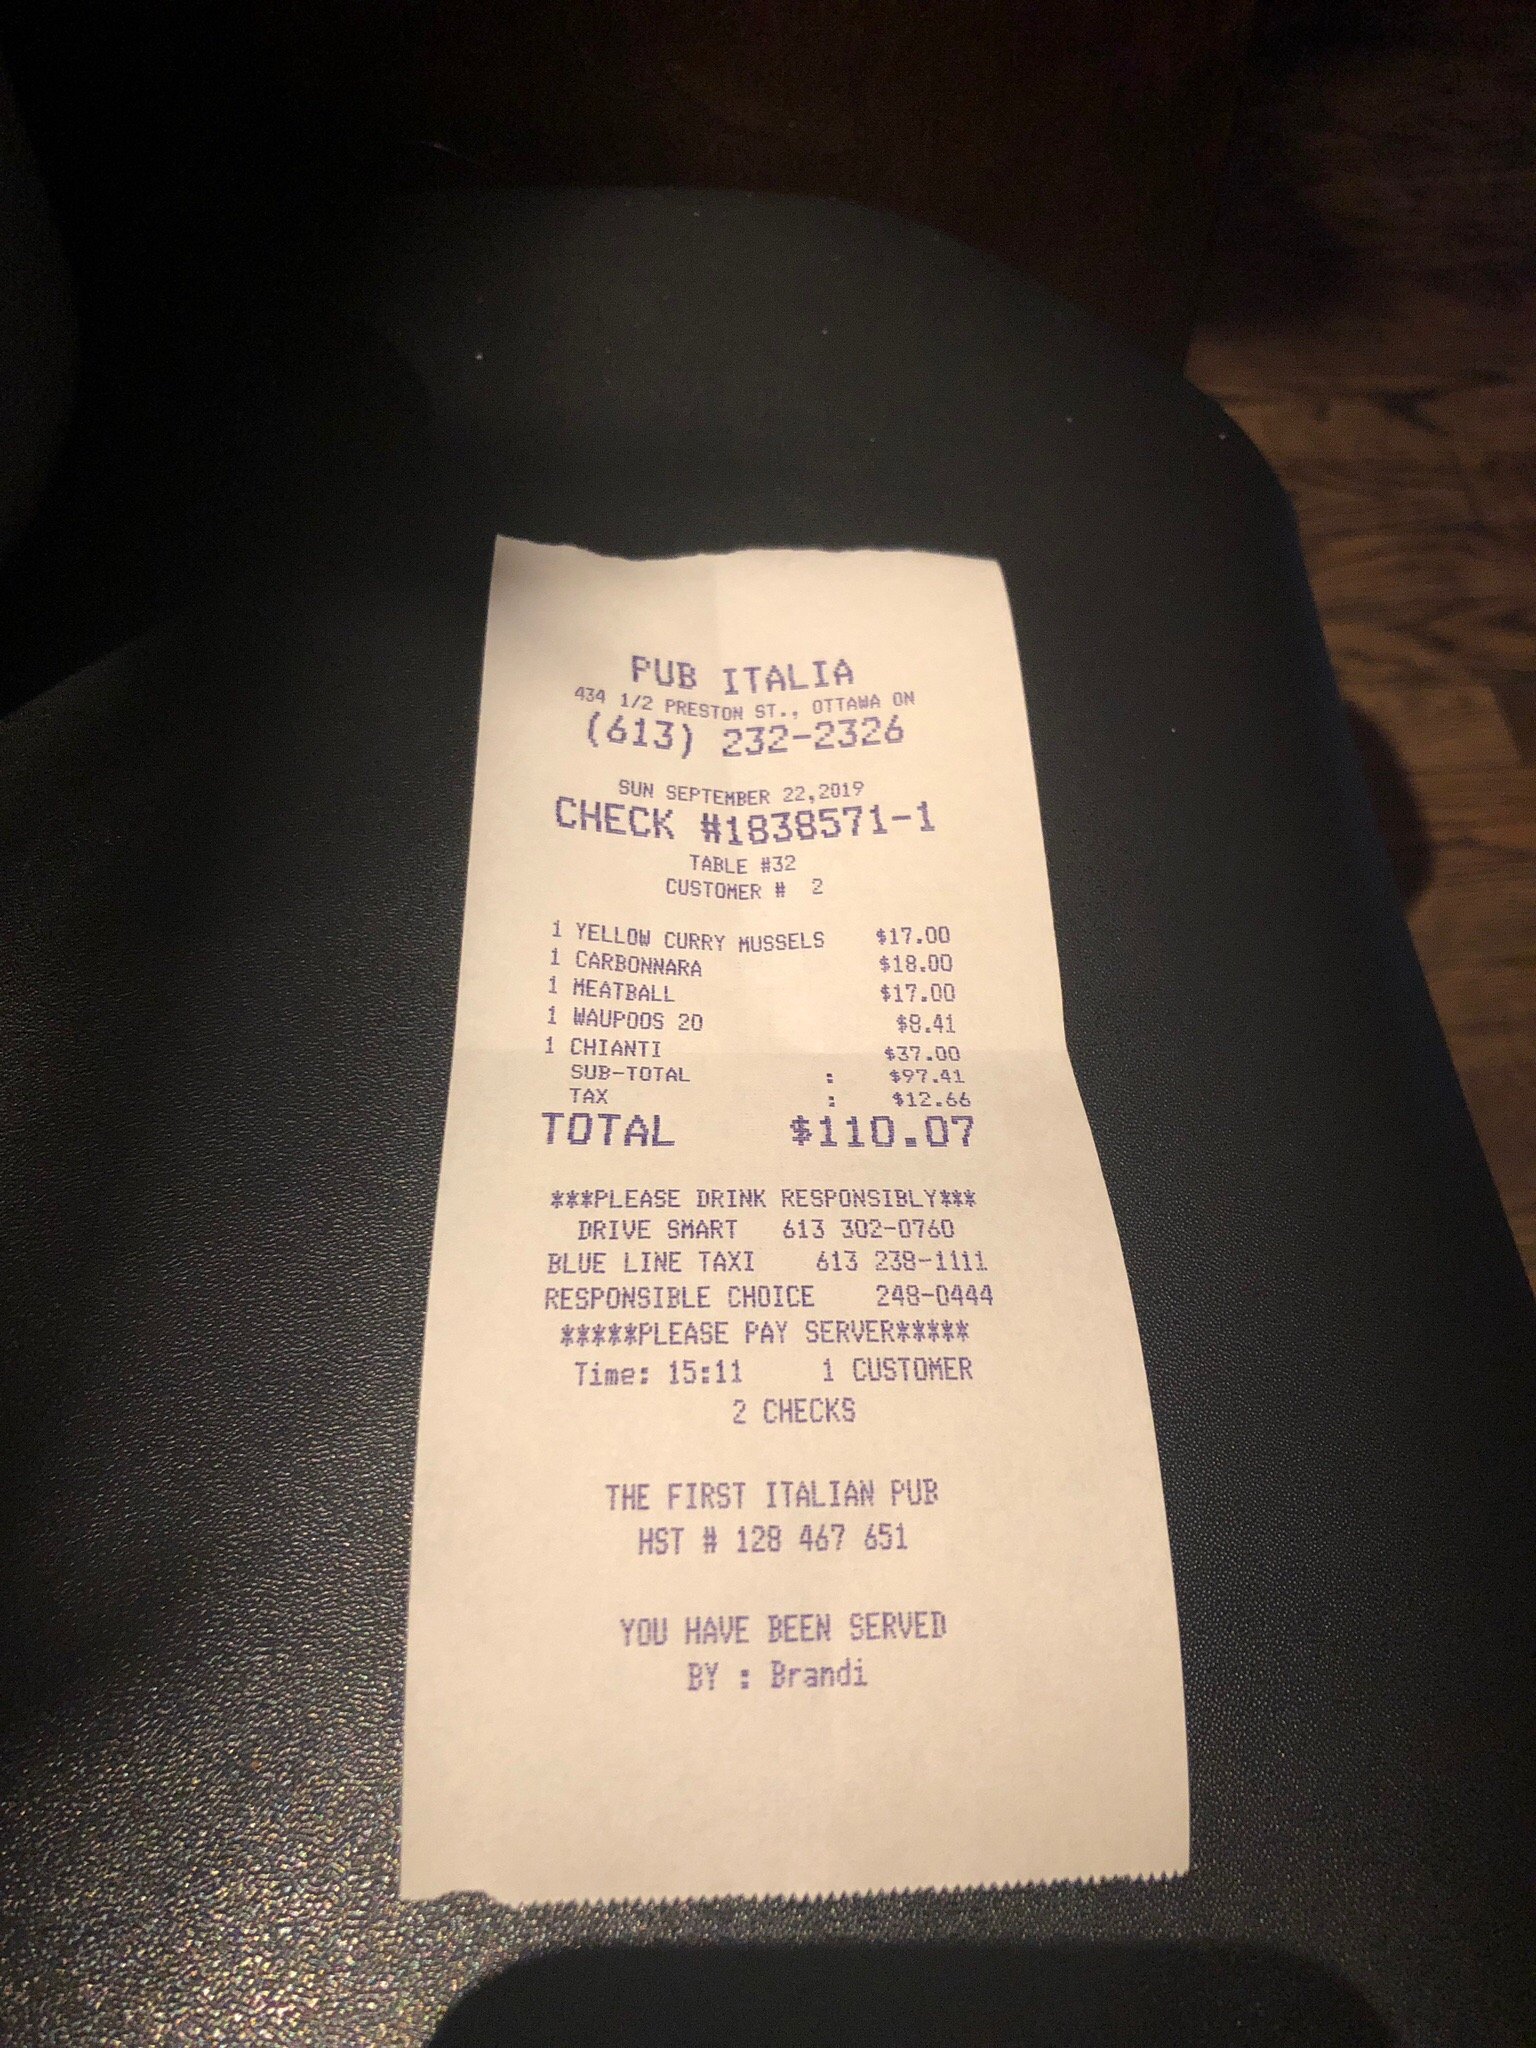 PUB ITALIA
434 1/2 PRESTON ST., OTTAWA ON
(613) 232-2326
SUN SEPTEMBER 22,2019
CHECK #1838571-1
TABLE #32
CUSTOMER # 2
1 YELLOW CURRY MUSSELS $17.00
1 CARBONNARA $18.00
1 MEATBALL $17.00
1 WAUPOOS 20 $8.41
1 CHIANTI $37.00
SUB-TOTAL : $97.41
TAX : $12.66
TOTAL $110.07
***PLEASE DRINK RESPONSIBLY***
DRIVE SMART 613 302-0760
BLUE LINE TAXI 613 238-1111
RESPONSIBLE CHOICE 248-0444
*****PLEASE PAY SERVER*****
Time: 15:11 1 CUSTOMER
2 CHECKS
THE FIRST ITALIAN PUB
HST # 128 467 651
YOU HAVE BEEN SERVED
BY : Brandi